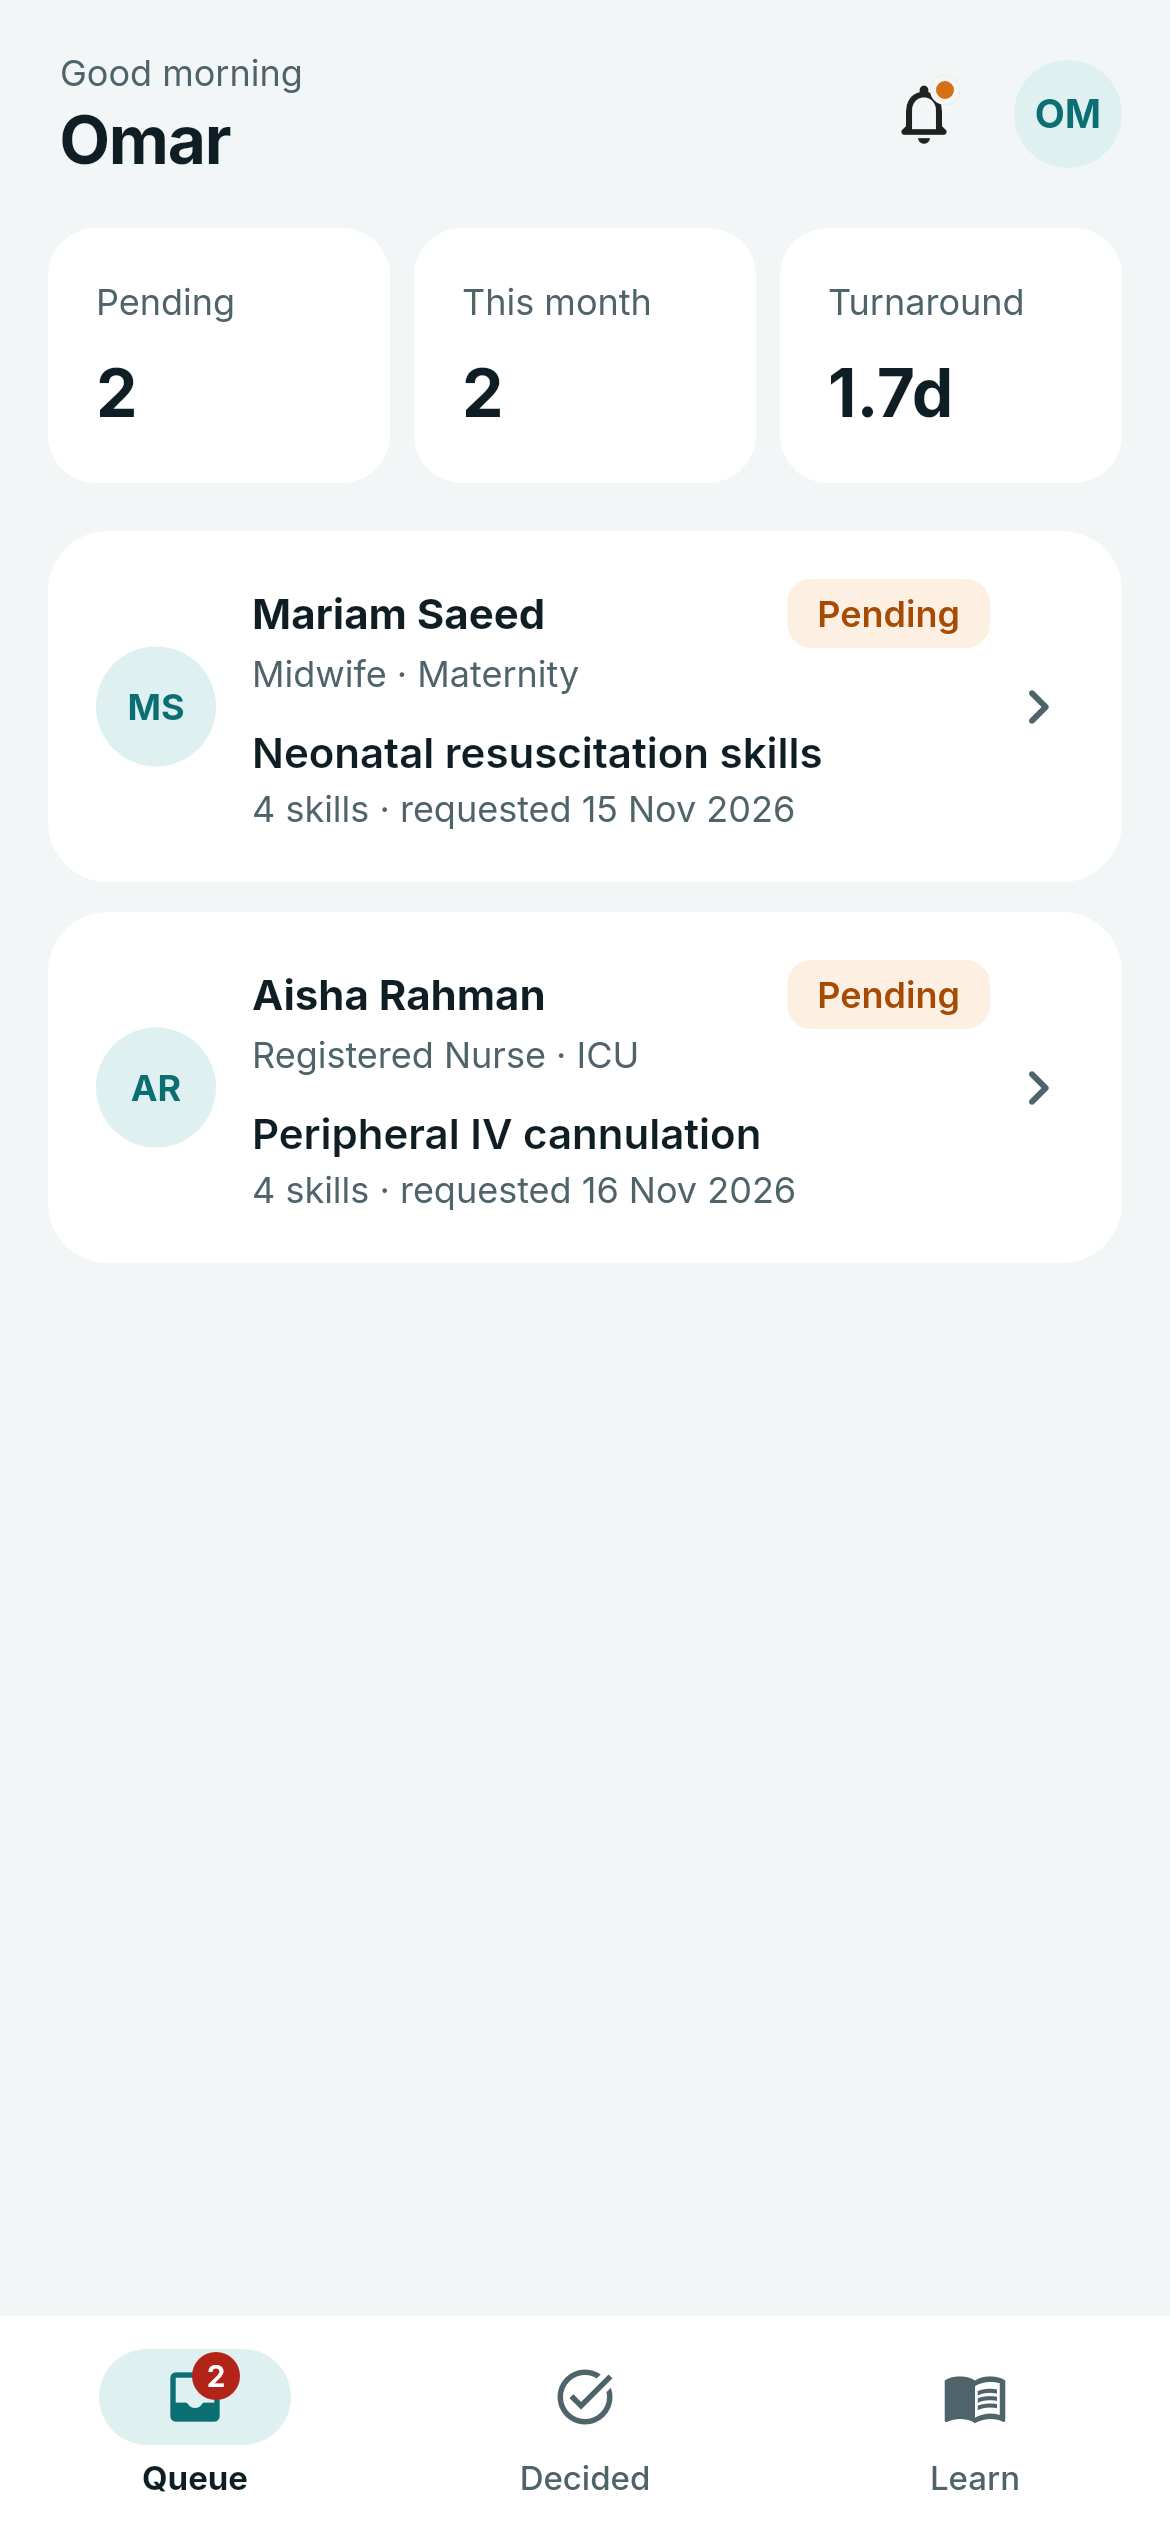 Good morning
Omar
OM
Pending
2
This month
2
Turnaround
1.7d
MS
Mariam Saeed
Pending
Midwife · Maternity
Neonatal resuscitation skills
4 skills · requested 15 Nov 2026
AR
Aisha Rahman
Pending
Registered Nurse · ICU
Peripheral IV cannulation
4 skills · requested 16 Nov 2026
2
Queue
Decided
Learn